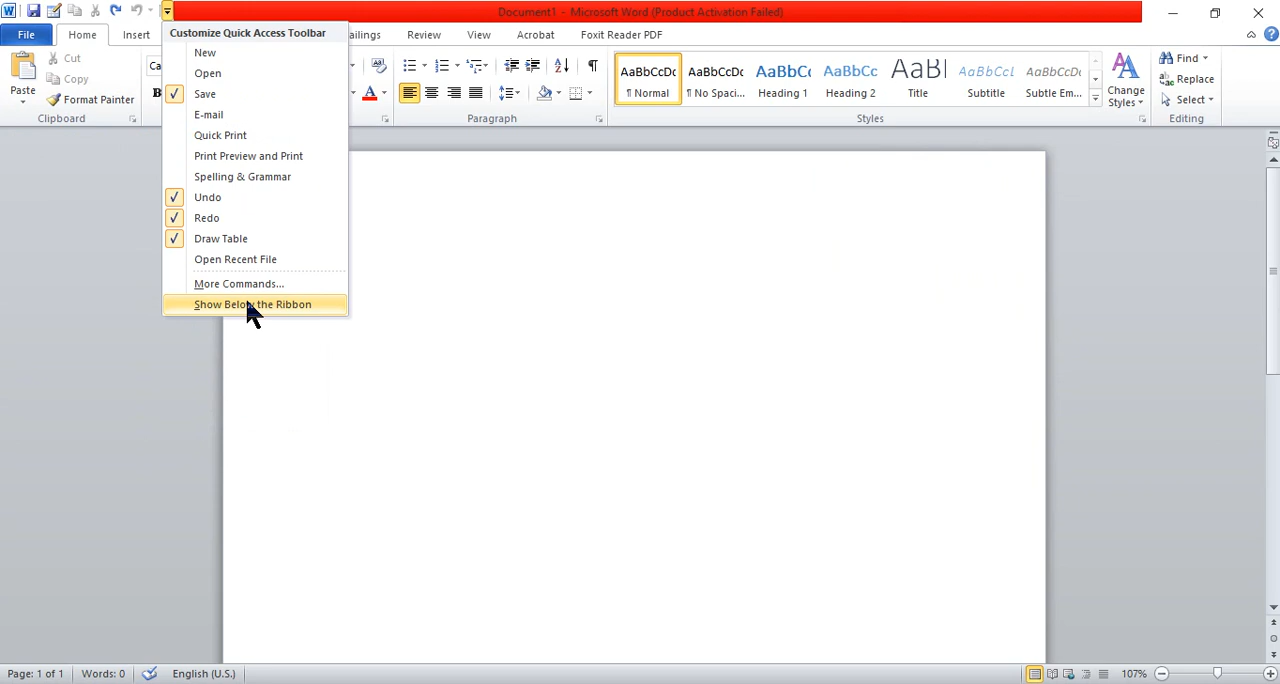 Document1 - Microsoft Word (Product Activation Failed)
File Home Insert ailings Review View Acrobat Foxit Reader PDF
Customize Quick Access Toolbar
New
Open
Save
E-mail
Quick Print
Print Preview and Print
Spelling & Grammar
Undo
Redo
Draw Table
Open Recent File
More Commands...
Show Below the Ribbon
Paste
Cut
Copy
Format Painter
Clipboard
Ca
B
A
Paragraph
AaBbCcDc AaBbCcDc AaBbCc AaBbCc AaBI AaBbCcL AaBbCcDc
¶ Normal ¶ No Spaci... Heading 1 Heading 2 Title Subtitle Subtle Em...
Change Styles
Styles
Find
Replace
Select
Editing
Page: 1 of 1 Words: 0 English (U.S.) 107%